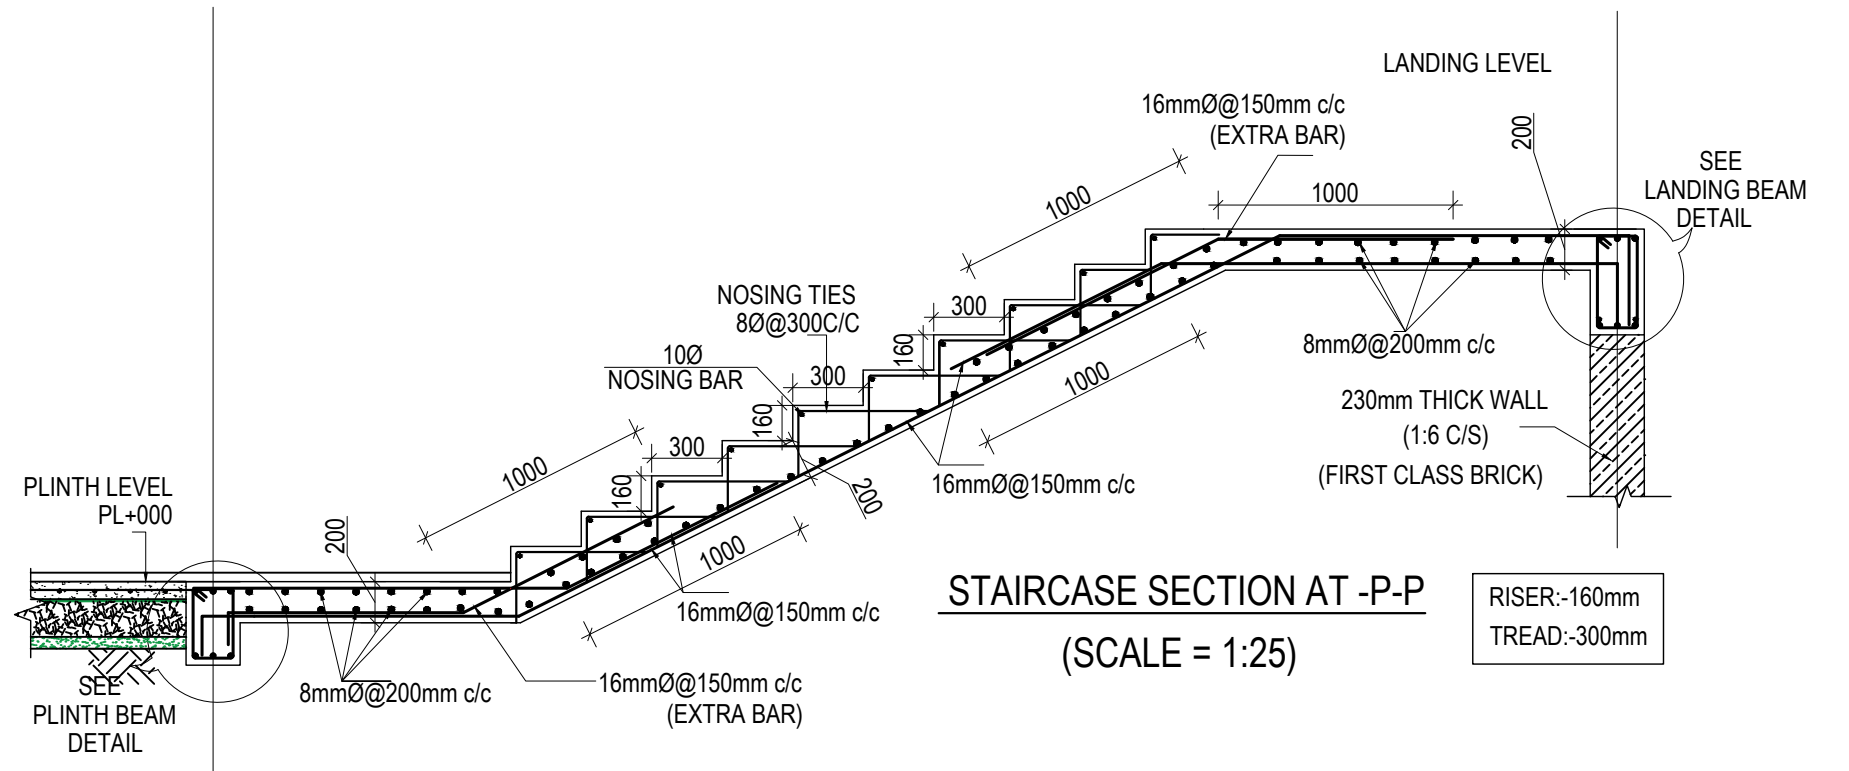 LANDING LEVEL
16mmØ@150mm c/c
(EXTRA BAR)
200
SEE
LANDING BEAM
DETAIL
1000
1000
NOSING TIES
8Ø@300C/C
300
160
10Ø
NOSING BAR
300
160
1000
8mmØ@200mm c/c
230mm THICK WALL
(1:6 C/S)
(FIRST CLASS BRICK)
1000
300
160
200
16mmØ@150mm c/c
PLINTH LEVEL
PL+000
200
1000
16mmØ@150mm c/c
STAIRCASE SECTION AT -P-P
(SCALE = 1:25)
RISER:-160mm
TREAD:-300mm
SEE
PLINTH BEAM
DETAIL
8mmØ@200mm c/c
16mmØ@150mm c/c
(EXTRA BAR)